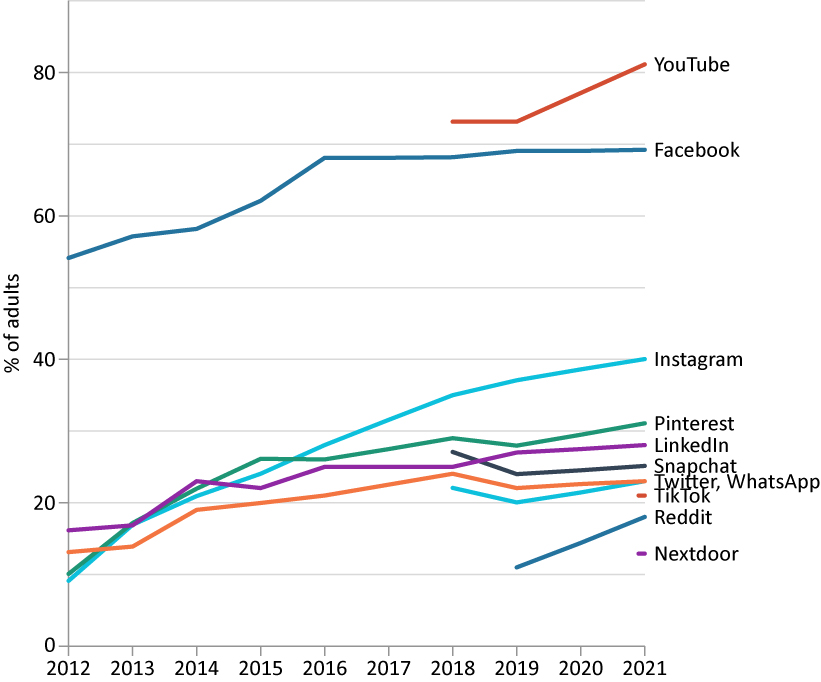 80
60
40
20
0
% of adults
YouTube
Facebook
Instagram
Pinterest
LinkedIn
Snapchat
Twitter, WhatsApp
TikTok
Reddit
Nextdoor
2012 2013 2014 2015 2016 2017 2018 2019 2020 2021